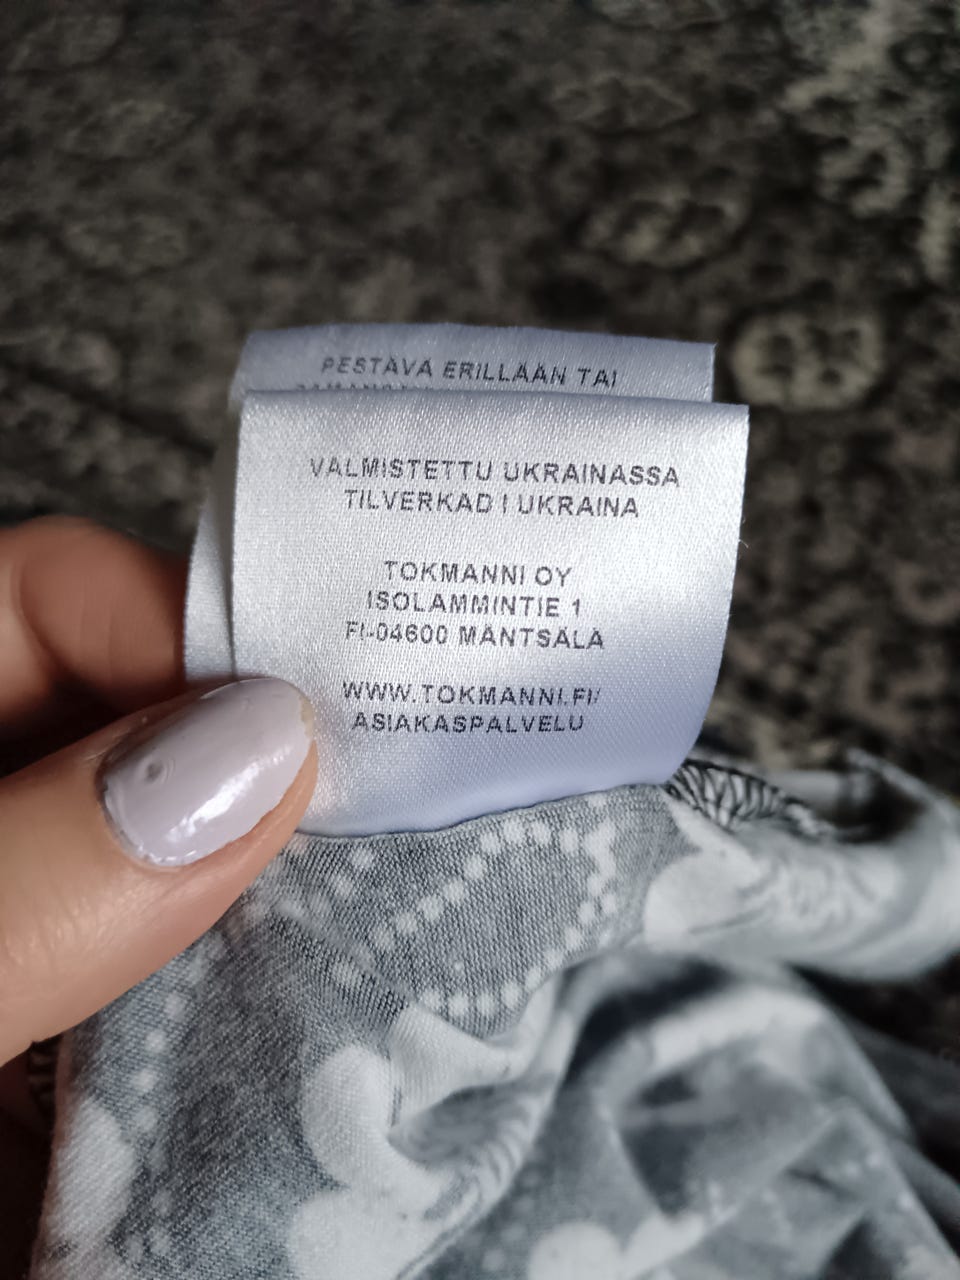 PESTÄVÄ ERILLÄÄN TAI
VALMISTETTU UKRAINASSA
TILVERKAD I UKRAINA
TOKMANNI OY
ISOLAMMINTIE 1
FI-04600 MÄNTSÄLÄ
WWW.TOKMANNI.FI/
ASIAKASPALVELU